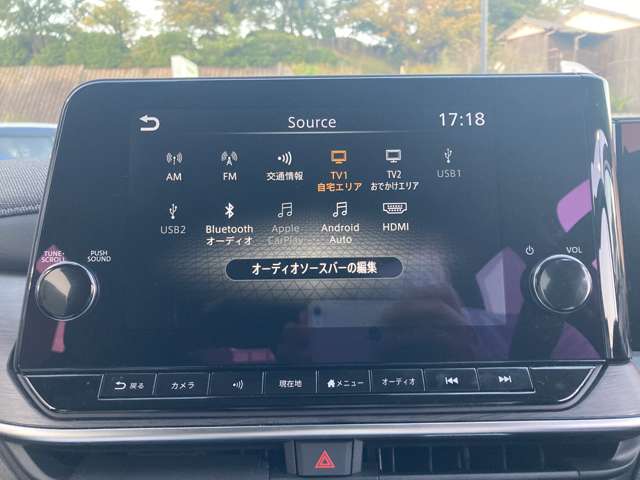 Source 17:18
AM FM 交通情報 TV1 TV2 USB1
自宅エリア おでかけエリア
USB2 Bluetooth Apple Android HDMI
オーディオ CarPlay Auto
TUNE・ PUSH
SCROLL SOUND
VOL
オーディオソースバーの編集
戻る カメラ 現在地 メニュー オーディオ